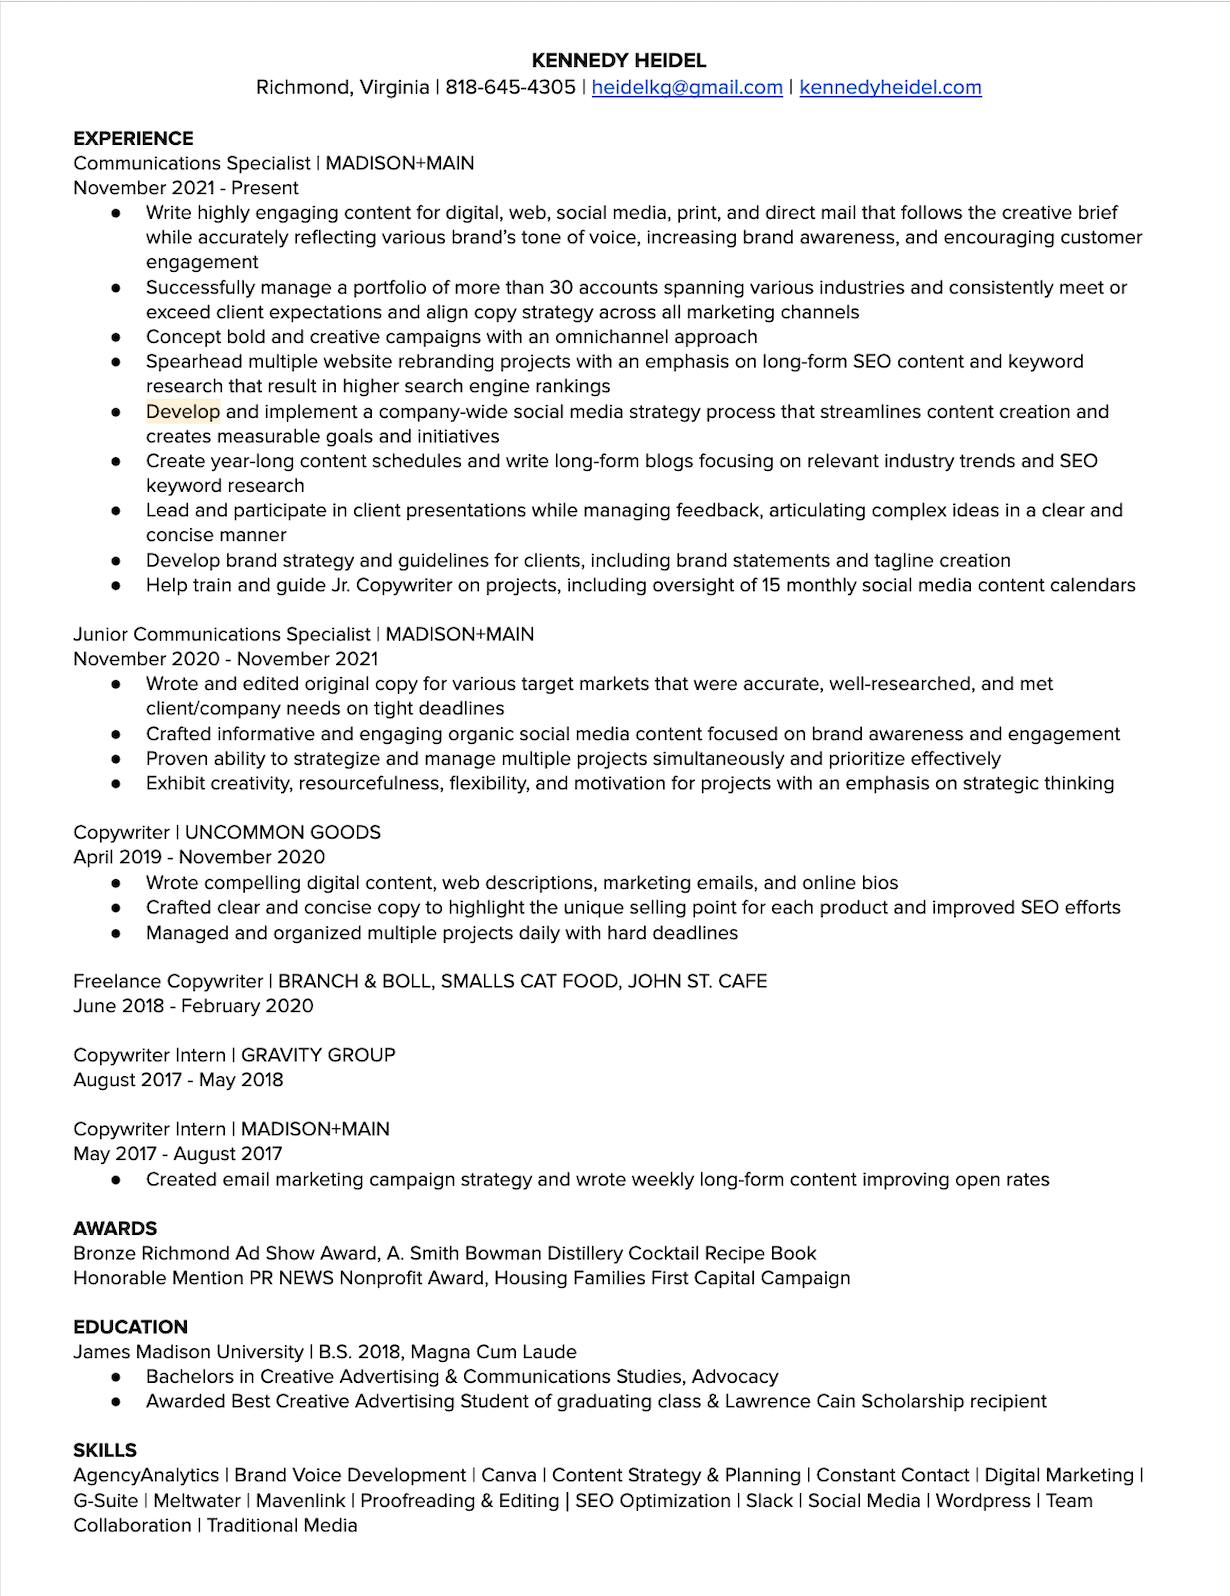 KENNEDY HEIDEL
Richmond, Virginia | 818-645-4305 | heidelkg@gmail.com | kennedyheidel.com
EXPERIENCE
Communications Specialist | MADISON+MAIN
November 2021 - Present
● Write highly engaging content for digital, web, social media, print, and direct mail that follows the creative brief
while accurately reflecting various brand's tone of voice, increasing brand awareness, and encouraging customer
engagement
● Successfully manage a portfolio of more than 30 accounts spanning various industries and consistently meet or
exceed client expectations and align copy strategy across all marketing channels
● Concept bold and creative campaigns with an omnichannel approach
● Spearhead multiple website rebranding projects with an emphasis on long-form SEO content and keyword
research that result in higher search engine rankings
● Develop and implement a company-wide social media strategy process that streamlines content creation and
creates measurable goals and initiatives
● Create year-long content schedules and write long-form blogs focusing on relevant industry trends and SEO
keyword research
● Lead and participate in client presentations while managing feedback, articulating complex ideas in a clear and
concise manner
● Develop brand strategy and guidelines for clients, including brand statements and tagline creation
● Help train and guide Jr. Copywriter on projects, including oversight of 15 monthly social media content calendars
Junior Communications Specialist | MADISON+MAIN
November 2020 - November 2021
● Wrote and edited original copy for various target markets that were accurate, well-researched, and met
client/company needs on tight deadlines
● Crafted informative and engaging organic social media content focused on brand awareness and engagement
● Proven ability to strategize and manage multiple projects simultaneously and prioritize effectively
● Exhibit creativity, resourcefulness, flexibility, and motivation for projects with an emphasis on strategic thinking
Copywriter | UNCOMMON GOODS
April 2019 - November 2020
● Wrote compelling digital content, web descriptions, marketing emails, and online bios
● Crafted clear and concise copy to highlight the unique selling point for each product and improved SEO efforts
● Managed and organized multiple projects daily with hard deadlines
Freelance Copywriter | BRANCH & BOLL, SMALLS CAT FOOD, JOHN ST. CAFE
June 2018 - February 2020
Copywriter Intern | GRAVITY GROUP
August 2017 - May 2018
Copywriter Intern | MADISON+MAIN
May 2017 - August 2017
● Created email marketing campaign strategy and wrote weekly long-form content improving open rates
AWARDS
Bronze Richmond Ad Show Award, A. Smith Bowman Distillery Cocktail Recipe Book
Honorable Mention PR NEWS Nonprofit Award, Housing Families First Capital Campaign
EDUCATION
James Madison University | B.S. 2018, Magna Cum Laude
● Bachelors in Creative Advertising & Communications Studies, Advocacy
● Awarded Best Creative Advertising Student of graduating class & Lawrence Cain Scholarship recipient
SKILLS
AgencyAnalytics | Brand Voice Development | Canva | Content Strategy & Planning | Constant Contact | Digital Marketing |
G-Suite | Meltwater | Mavenlink | Proofreading & Editing | SEO Optimization | Slack | Social Media | Wordpress | Team
Collaboration | Traditional Media